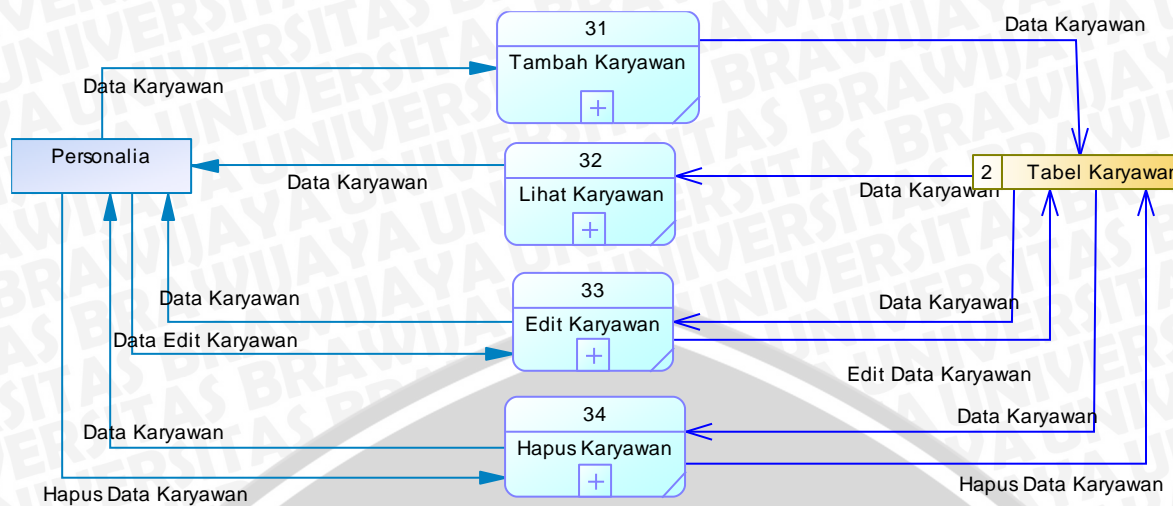 31
Data Karyawan
Tambah Karyawan
Data Karyawan
Personalia
32
Data Karyawan
Lihat Karyawan
Data Karyawan
2
Tabel Karyawan
33
Data Karyawan
Edit Karyawan
Data Karyawan
Data Edit Karyawan
Edit Data Karyawan
34
Data Karyawan
Data Karyawan
Hapus Karyawan
Hapus Data Karyawan
Hapus Data Karyawan
UNIVERSITAS BRAWIJAYA